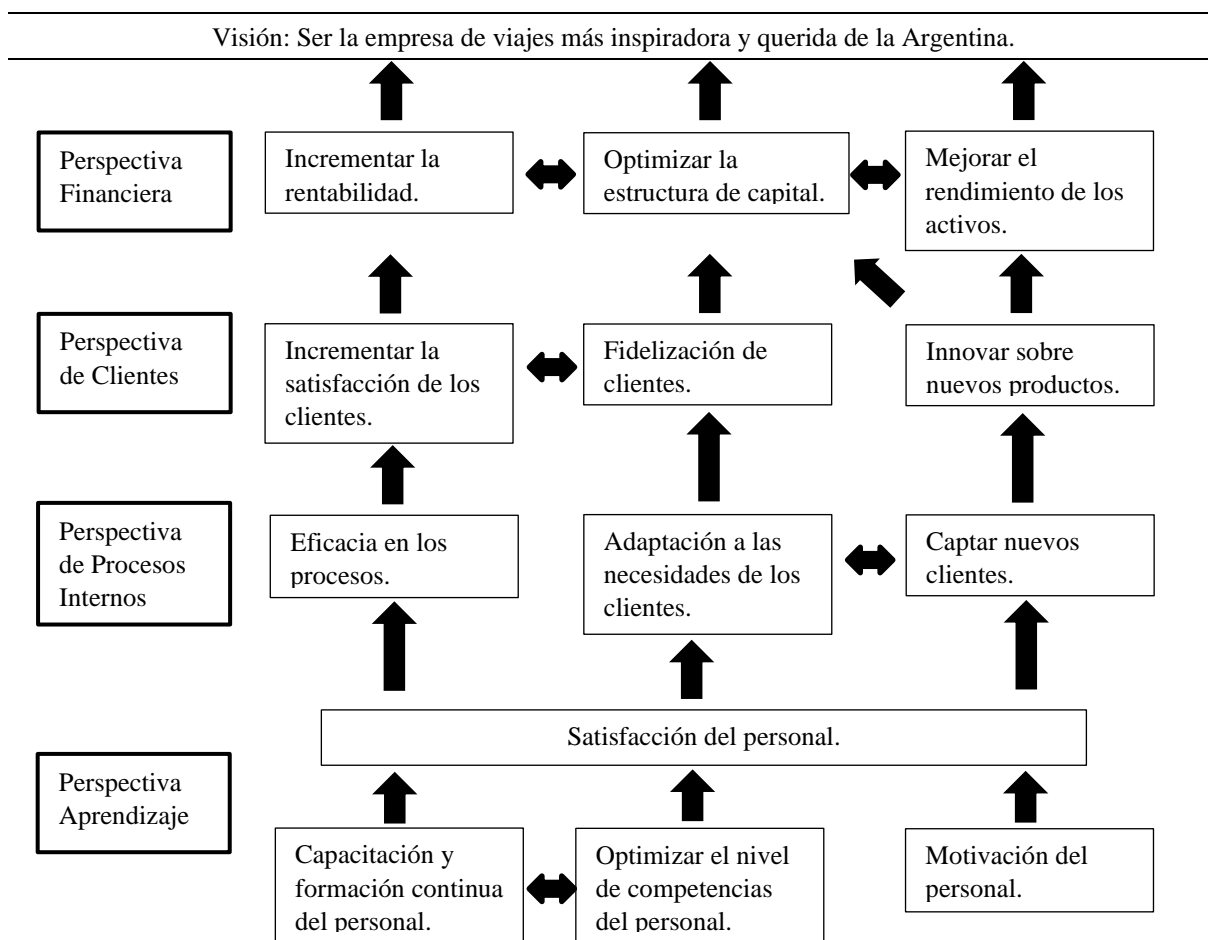 Visión: Ser la empresa de viajes más inspiradora y querida de la Argentina.
Perspectiva
Financiera
Incrementar la
rentabilidad.
Optimizar la
estructura de capital.
Mejorar el
rendimiento de los
activos.
Perspectiva
de Clientes
Incrementar la
satisfacción de los
clientes.
Fidelización de
clientes.
Innovar sobre
nuevos productos.
Perspectiva
de Procesos
Internos
Eficacia en los
procesos.
Adaptación a las
necesidades de los
clientes.
Captar nuevos
clientes.
Satisfacción del personal.
Perspectiva
Aprendizaje
Capacitación y
formación continua
del personal.
Optimizar el nivel
de competencias
del personal.
Motivación del
personal.